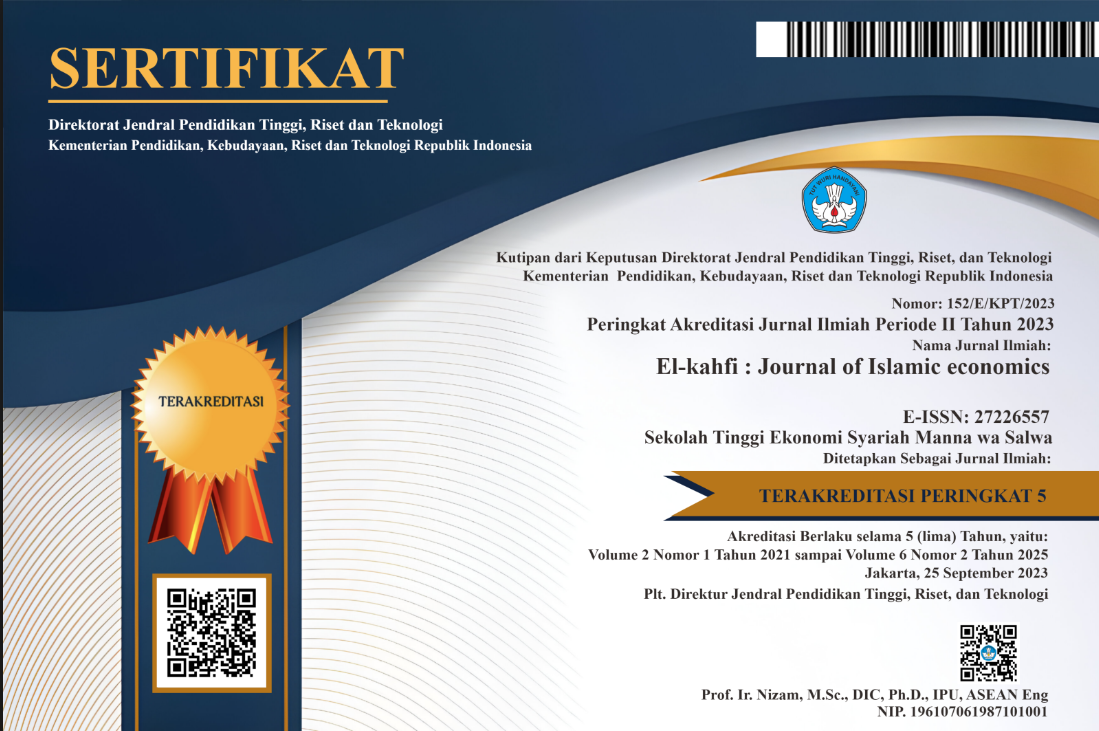 SERTIFIKAT
Direktorat Jendral Pendidikan Tinggi, Riset dan Teknologi
Kementerian Pendidikan, Kebudayaan, Riset dan Teknologi Republik Indonesia
TUT WURI HANDAYANI
Kutipan dari Keputusan Direktorat Jendral Pendidikan Tinggi, Riset, dan Teknologi
Kementerian Pendidikan, Kebudayaan, Riset dan Teknologi Republik Indonesia
Nomor: 152/E/KPT/2023
Peringkat Akreditasi Jurnal Ilmiah Periode II Tahun 2023
Nama Jurnal Ilmiah:
El-kahfi : Journal of Islamic economics
E-ISSN: 27226557
Sekolah Tinggi Ekonomi Syariah Manna wa Salwa
Ditetapkan Sebagai Jurnal Ilmiah:
TERAKREDITASI PERINGKAT 5
TERAKREDITASI
Akreditasi Berlaku selama 5 (lima) Tahun, yaitu:
Volume 2 Nomor 1 Tahun 2021 sampai Volume 6 Nomor 2 Tahun 2025
Jakarta, 25 September 2023
Plt. Direktur Jendral Pendidikan Tinggi, Riset, dan Teknologi
Prof. Ir. Nizam, M.Sc., DIC, Ph.D., IPU, ASEAN Eng
NIP. 196107061987101001